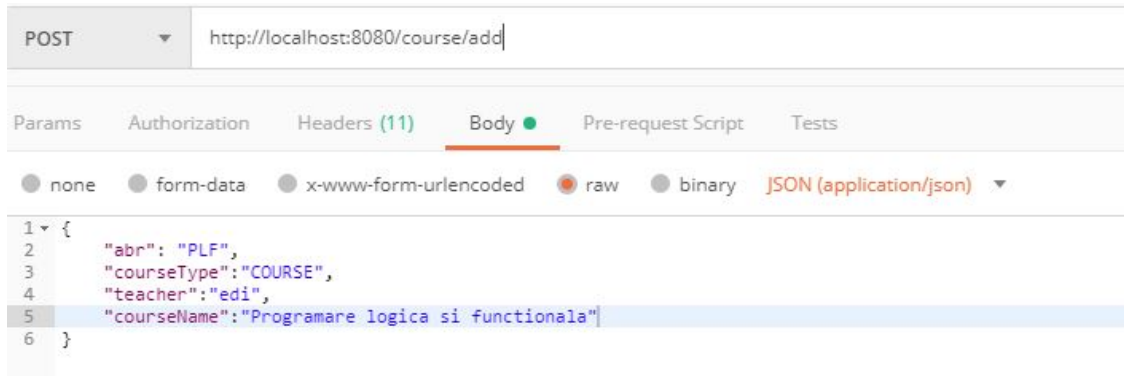 POST http://localhost:8080/course/add
Params Authorization Headers (11) Body Pre-request Script Tests
none form-data x-www-form-urlencoded raw binary JSON (application/json)
1 {
2 "abr": "PLF",
3 "courseType":"COURSE",
4 "teacher":"edi",
5 "courseName":"Programare logica si functionala"
6 }